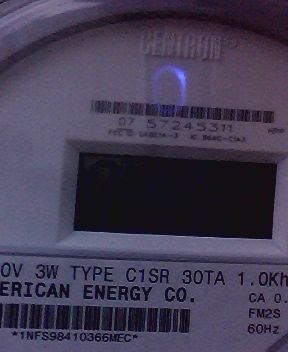 CENTRON®
07 57245311
0V 3W TYPE C1SR 30TA 1.0Kh
ERICAN ENERGY CO.
CA 0.
FM2S
60Hz
*1NFS98410366MEC*